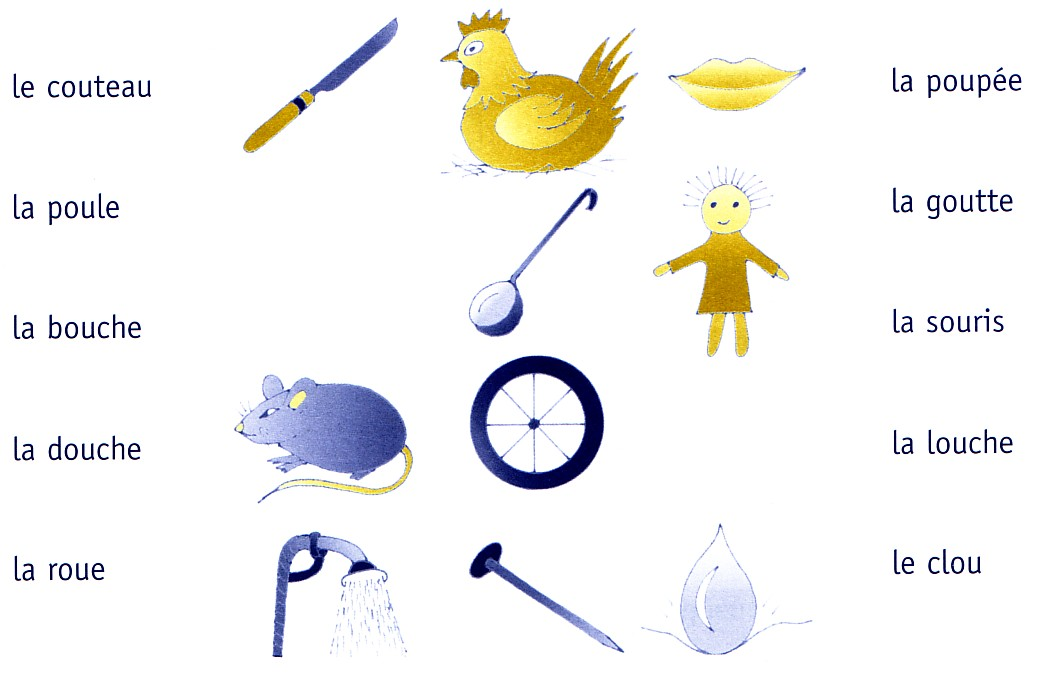 le couteau
la poule
la bouche
la douche
la roue
la poupée
la goutte
la souris
la louche
le clou